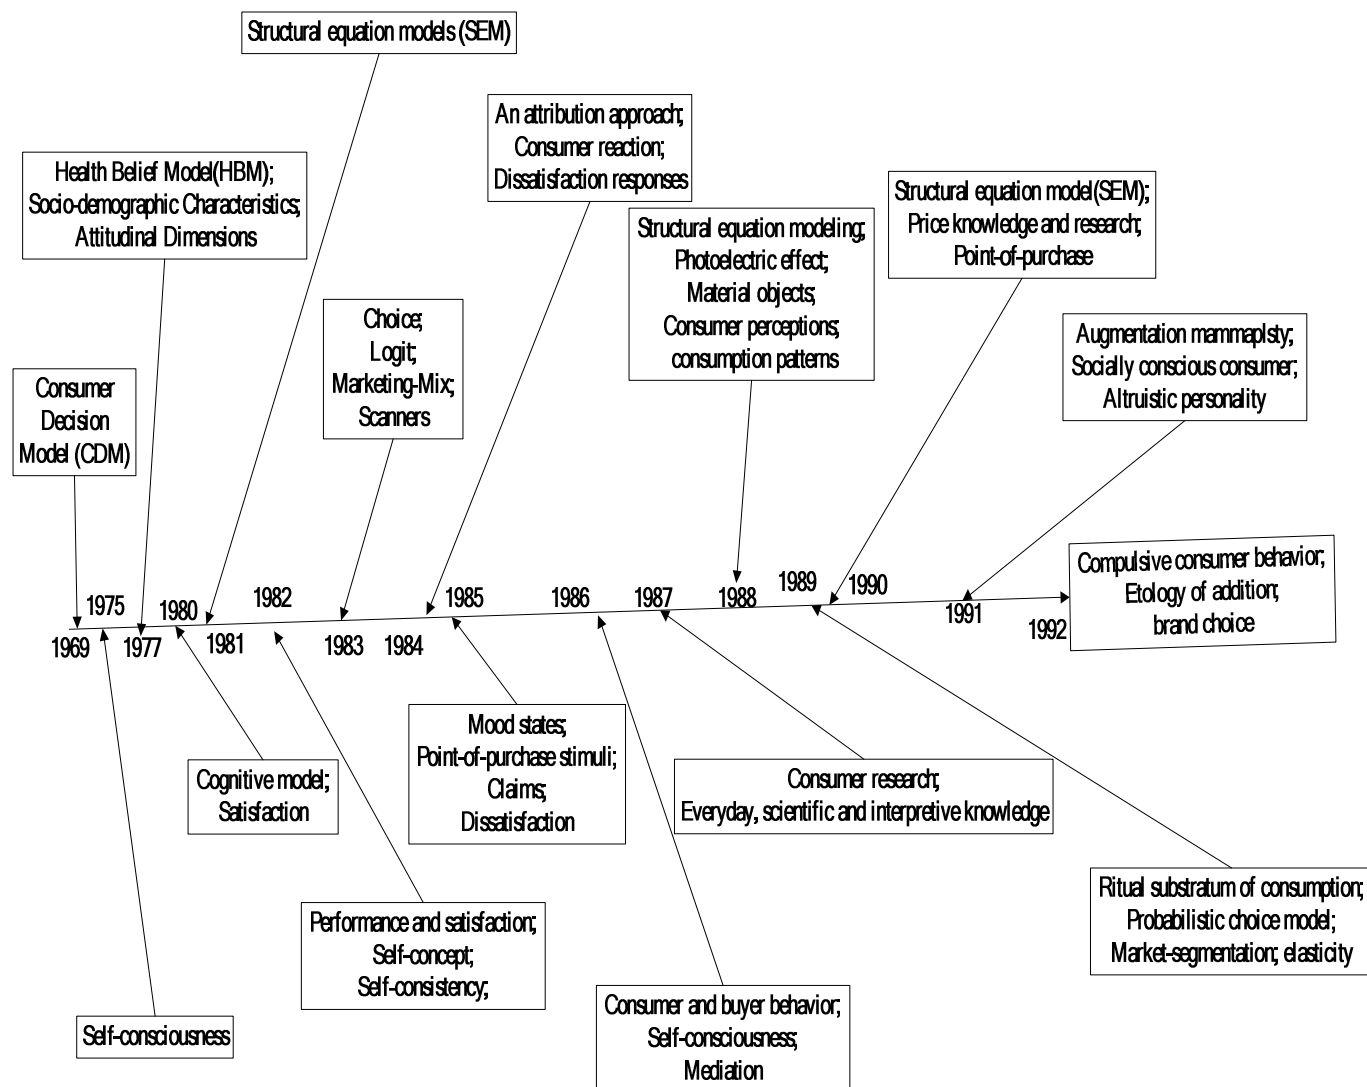 Structural equation models (SEM)
An attribution approach;
Consumer reaction;
Dissatisfaction responses
Health Belief Model(HBM);
Socio-demographic Characteristics;
Attitudinal Dimensions
Structural equation modeling;
Photoelectric effect;
Material objects;
Consumer perceptions;
consumption patterns
Structural equation model(SEM);
Price knowledge and research;
Point-of-purchase
Choice;
Logit;
Marketing-Mix;
Scanners
Augmentation mammaplsty;
Socially conscious consumer;
Altruistic personality
Consumer
Decision
Model (CDM)
1969
1975
1977
1980
1981
1982
1983
1984
1985
1986
1987
1988
1989
1990
1991
1992
Compulsive consumer behavior;
Etology of addition;
brand choice
Cognitive model;
Satisfaction
Mood states;
Point-of-purchase stimuli;
Claims;
Dissatisfaction
Consumer research;
Everyday, scientific and interpretive knowledge
Ritual substratum of consumption;
Probabilistic choice model;
Market-segmentation; elasticity
Performance and satisfaction;
Self-concept;
Self-consistency;
Consumer and buyer behavior;
Self-consciousness;
Mediation
Self-consciousness